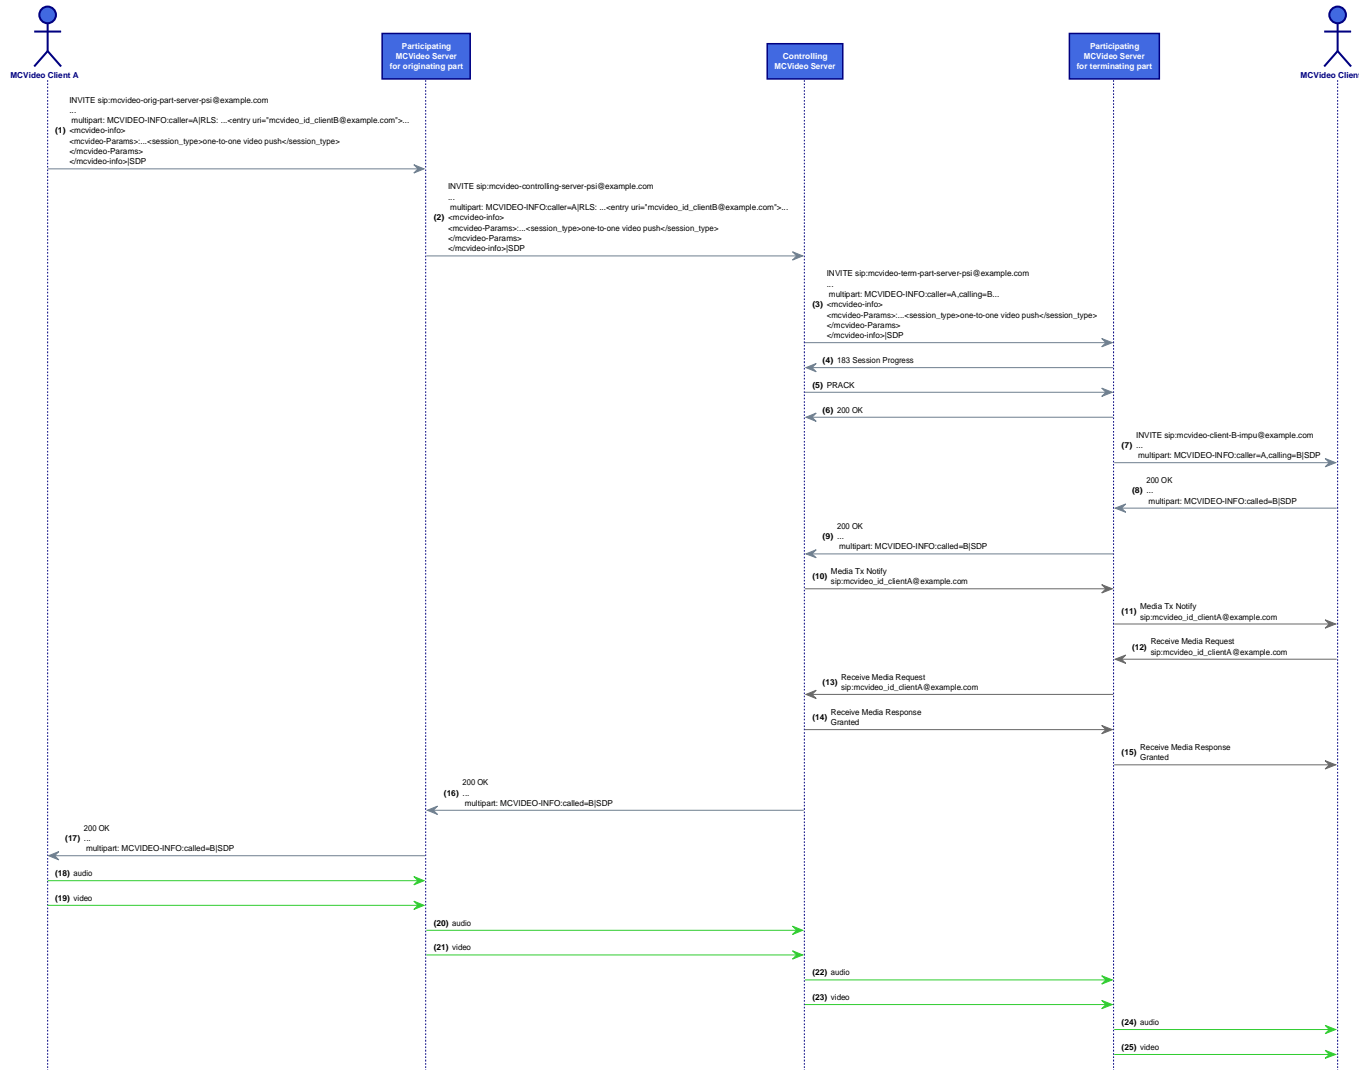 Participating
MCVideo Server
for originating part
Controlling
MCVideo Server
Participating
MCVideo Server
for terminating part
MCVideo Client A
MCVideo Client
INVITE sip:mcvideo-orig-part-server-psi@example.com
...
multipart: MCVIDEO-INFO:caller=A|RLS: ...<entry uri="mcvideo_id_clientB@example.com">...
(1) <mcvideo-info>
<mcvideo-Params>:...<session_type>one-to-one video push</session_type>
</mcvideo-Params>
</mcvideo-info>|SDP
INVITE sip:mcvideo-controlling-server-psi@example.com
...
multipart: MCVIDEO-INFO:caller=A|RLS: ...<entry uri="mcvideo_id_clientB@example.com">...
(2) <mcvideo-info>
<mcvideo-Params>:...<session_type>one-to-one video push</session_type>
</mcvideo-Params>
</mcvideo-info>|SDP
INVITE sip:mcvideo-term-part-server-psi@example.com
...
multipart: MCVIDEO-INFO:caller=A,calling=B...
(3) <mcvideo-info>
<mcvideo-Params>:...<session_type>one-to-one video push</session_type>
</mcvideo-Params>
</mcvideo-info>|SDP
(4) 183 Session Progress
(5) PRACK
(6) 200 OK
INVITE sip:mcvideo-client-B-impu@example.com
(7) ...
multipart: MCVIDEO-INFO:caller=A,calling=B|SDP
200 OK
(8) ...
multipart: MCVIDEO-INFO:called=B|SDP
200 OK
(9) ...
multipart: MCVIDEO-INFO:called=B|SDP
(10) Media Tx Notify
sip:mcvideo_id_clientA@example.com
(11) Media Tx Notify
sip:mcvideo_id_clientA@example.com
(12) Receive Media Request
sip:mcvideo_id_clientA@example.com
(13) Receive Media Request
sip:mcvideo_id_clientA@example.com
(14) Receive Media Response
Granted
(15) Receive Media Response
Granted
200 OK
(16) ...
multipart: MCVIDEO-INFO:called=B|SDP
200 OK
(17) ...
multipart: MCVIDEO-INFO:called=B|SDP
(18) audio
(19) video
(20) audio
(21) video
(22) audio
(23) video
(24) audio
(25) video